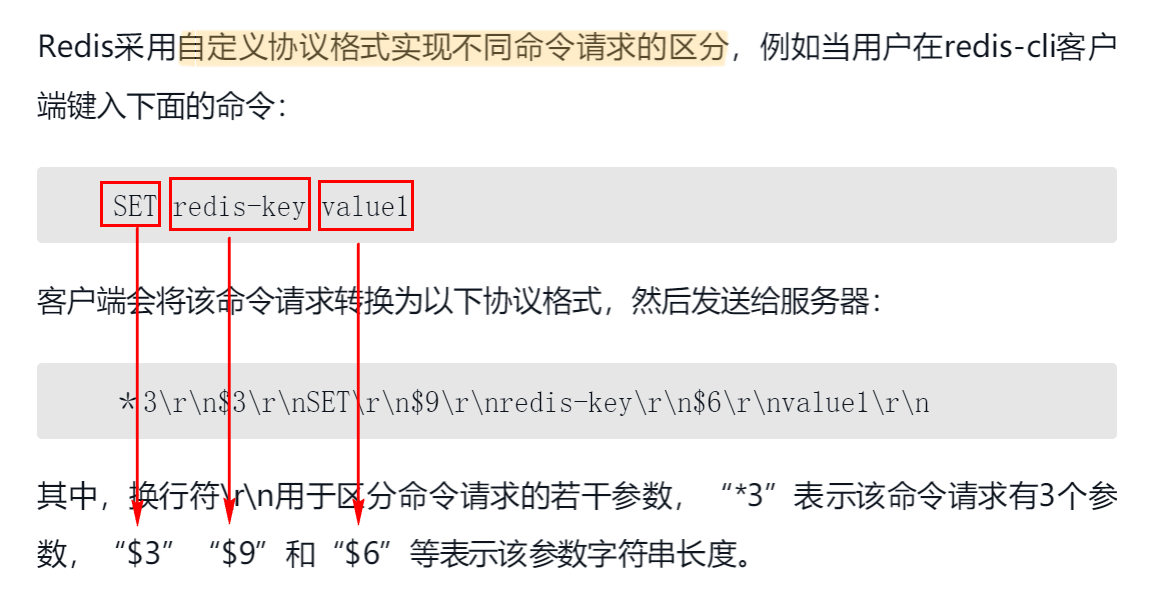 Redis采用自定义协议格式实现不同命令请求的区分，例如当用户在redis-cli客户
端键入下面的命令：
SET redis-key value1
客户端会将该命令请求转换为以下协议格式，然后发送给服务器：
*3\r\n$3\r\nSET\r\n$9\r\nredis-key\r\n$6\r\nvalue1\r\n
其中，换行符\r\n用于区分命令请求的若干参数，“*3”表示该命令请求有3个参
数，“$3”“$9”和“$6”等表示该参数字符串长度。